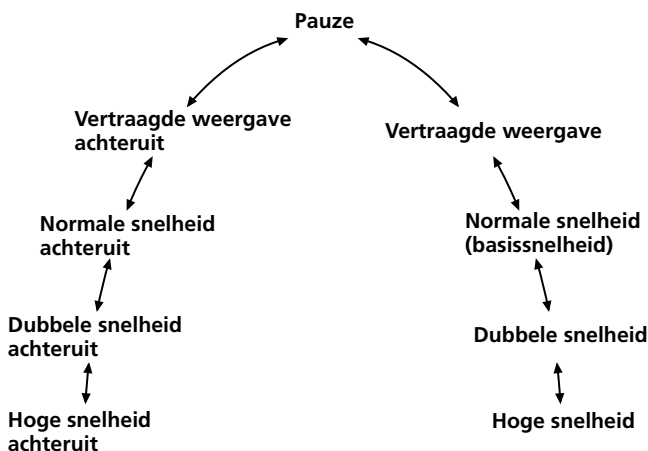 Pauze
Vertraagde weergave
achteruit
Vertraagde weergave
Normale snelheid
achteruit
Normale snelheid
(basissnelheid)
Dubbele snelheid
achteruit
Dubbele snelheid
Hoge snelheid
achteruit
Hoge snelheid